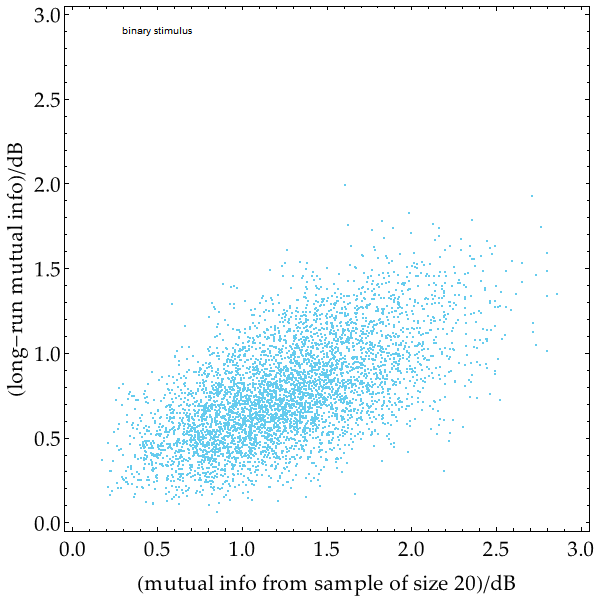 binary stimulus
3.0
2.5
2.0
1.5
1.0
0.5
0.0
(long-run mutual info)/dB
0.0 0.5 1.0 1.5 2.0 2.5 3.0
(mutual info from sample of size 20)/dB